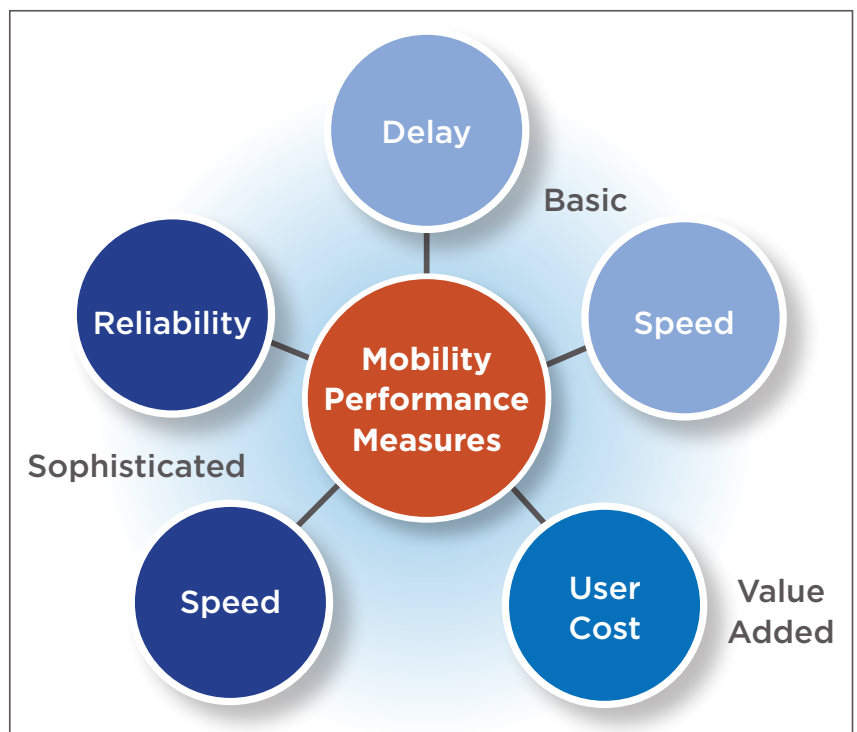 Delay
Basic
Speed
Reliability
Mobility
Performance
Measures
Sophisticated
Speed
User
Cost
Value
Added